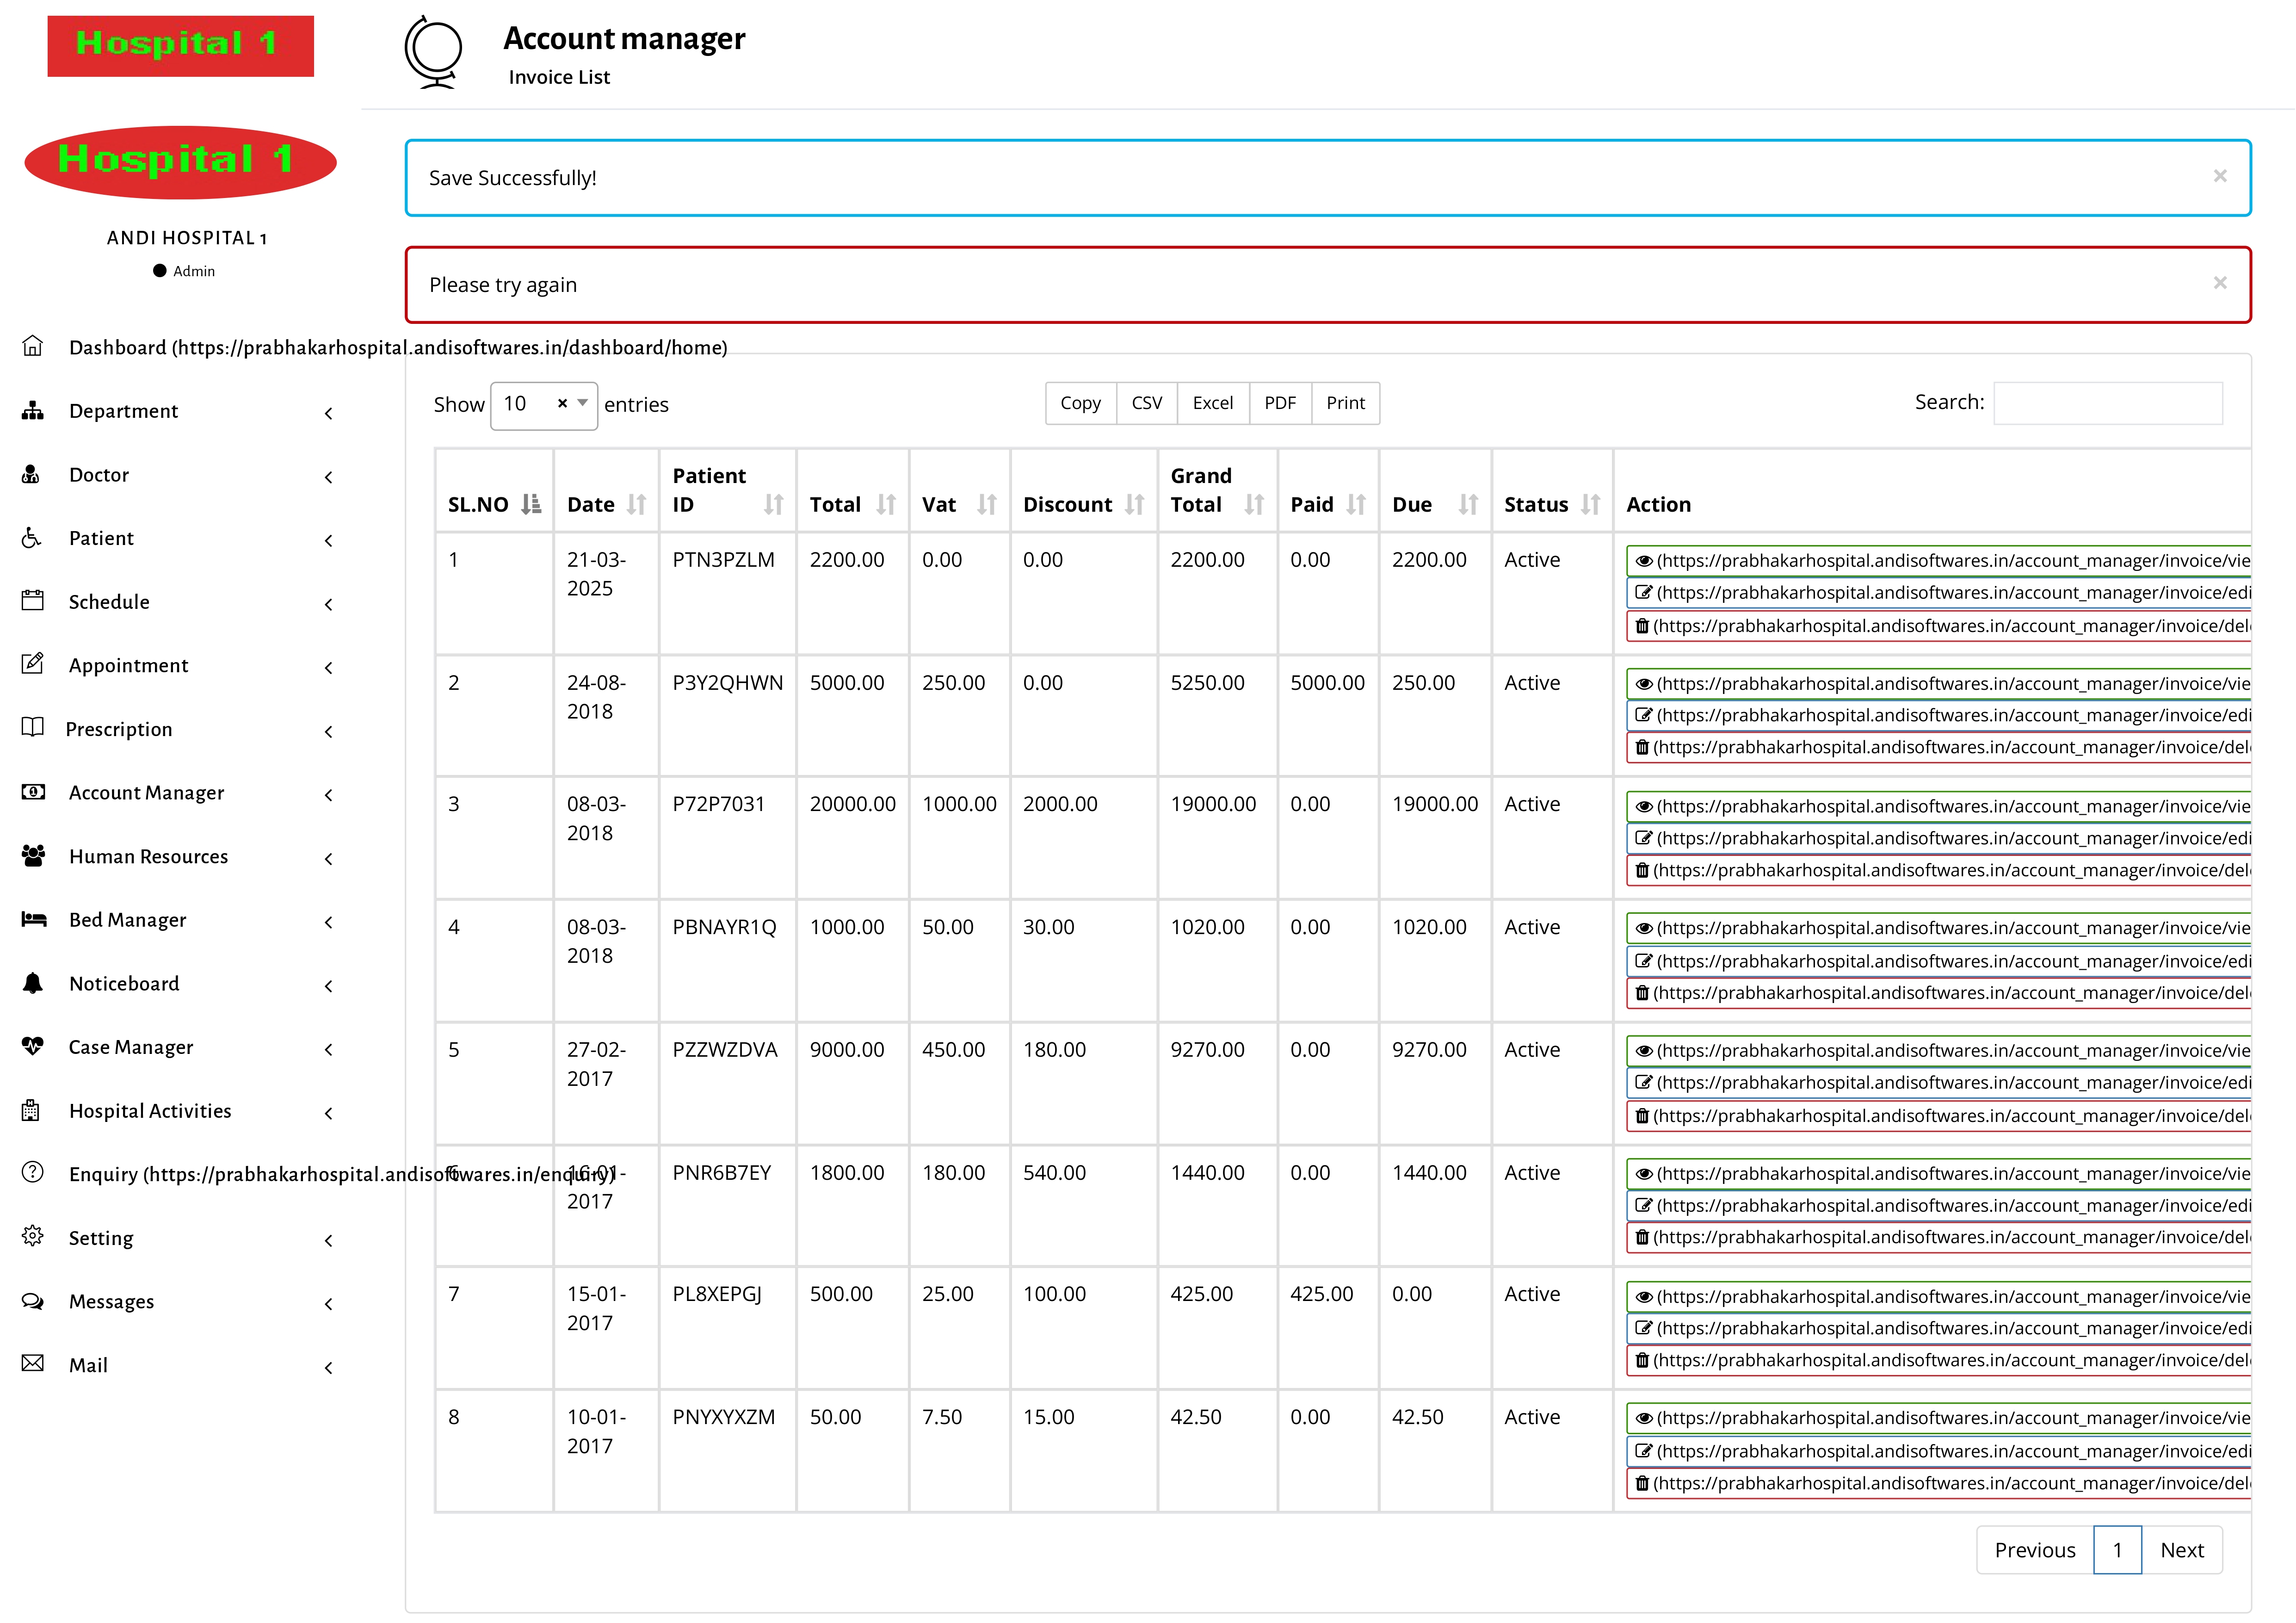 Hospital 1
Hospital 1
ANDI HOSPITAL 1
Admin
Dashboard (https://prabhakarhospital.andisoftwares.in/dashboard/home)
Department
Doctor
Patient
Schedule
Appointment
Prescription
Account Manager
Human Resources
Bed Manager
Noticeboard
Case Manager
Hospital Activities
Enquiry (https://prabhakarhospital.andisoftwares.in/enquiry)
Setting
Messages
Mail
Account manager
Invoice List
Save Successfully! ×
Please try again ×
Show 10 × entries Copy CSV Excel PDF Print Search:
SL.NO Date Patient ID Total Vat Discount Grand Total Paid Due Status Action
1 21-03-2025 PTN3PZLM 2200.00 0.00 0.00 2200.00 0.00 2200.00 Active
(https://prabhakarhospital.andisoftwares.in/account_manager/invoice/vie
(https://prabhakarhospital.andisoftwares.in/account_manager/invoice/edi
(https://prabhakarhospital.andisoftwares.in/account_manager/invoice/del
2 24-08-2018 P3Y2QHWN 5000.00 250.00 0.00 5250.00 5000.00 250.00 Active
(https://prabhakarhospital.andisoftwares.in/account_manager/invoice/vie
(https://prabhakarhospital.andisoftwares.in/account_manager/invoice/edi
(https://prabhakarhospital.andisoftwares.in/account_manager/invoice/del
3 08-03-2018 P72P7031 20000.00 1000.00 2000.00 19000.00 0.00 19000.00 Active
(https://prabhakarhospital.andisoftwares.in/account_manager/invoice/vie
(https://prabhakarhospital.andisoftwares.in/account_manager/invoice/edi
(https://prabhakarhospital.andisoftwares.in/account_manager/invoice/del
4 08-03-2018 PBNAYR1Q 1000.00 50.00 30.00 1020.00 0.00 1020.00 Active
(https://prabhakarhospital.andisoftwares.in/account_manager/invoice/vie
(https://prabhakarhospital.andisoftwares.in/account_manager/invoice/edi
(https://prabhakarhospital.andisoftwares.in/account_manager/invoice/del
5 27-02-2017 PZZWZDVA 9000.00 450.00 180.00 9270.00 0.00 9270.00 Active
(https://prabhakarhospital.andisoftwares.in/account_manager/invoice/vie
(https://prabhakarhospital.andisoftwares.in/account_manager/invoice/edi
(https://prabhakarhospital.andisoftwares.in/account_manager/invoice/del
6 16-01-2017 PNR6B7EY 1800.00 180.00 540.00 1440.00 0.00 1440.00 Active
(https://prabhakarhospital.andisoftwares.in/account_manager/invoice/vie
(https://prabhakarhospital.andisoftwares.in/account_manager/invoice/edi
(https://prabhakarhospital.andisoftwares.in/account_manager/invoice/del
7 15-01-2017 PL8XEPGJ 500.00 25.00 100.00 425.00 425.00 0.00 Active
(https://prabhakarhospital.andisoftwares.in/account_manager/invoice/vie
(https://prabhakarhospital.andisoftwares.in/account_manager/invoice/edi
(https://prabhakarhospital.andisoftwares.in/account_manager/invoice/del
8 10-01-2017 PNYXYXZM 50.00 7.50 15.00 42.50 0.00 42.50 Active
(https://prabhakarhospital.andisoftwares.in/account_manager/invoice/vie
(https://prabhakarhospital.andisoftwares.in/account_manager/invoice/edi
(https://prabhakarhospital.andisoftwares.in/account_manager/invoice/del
Previous 1 Next